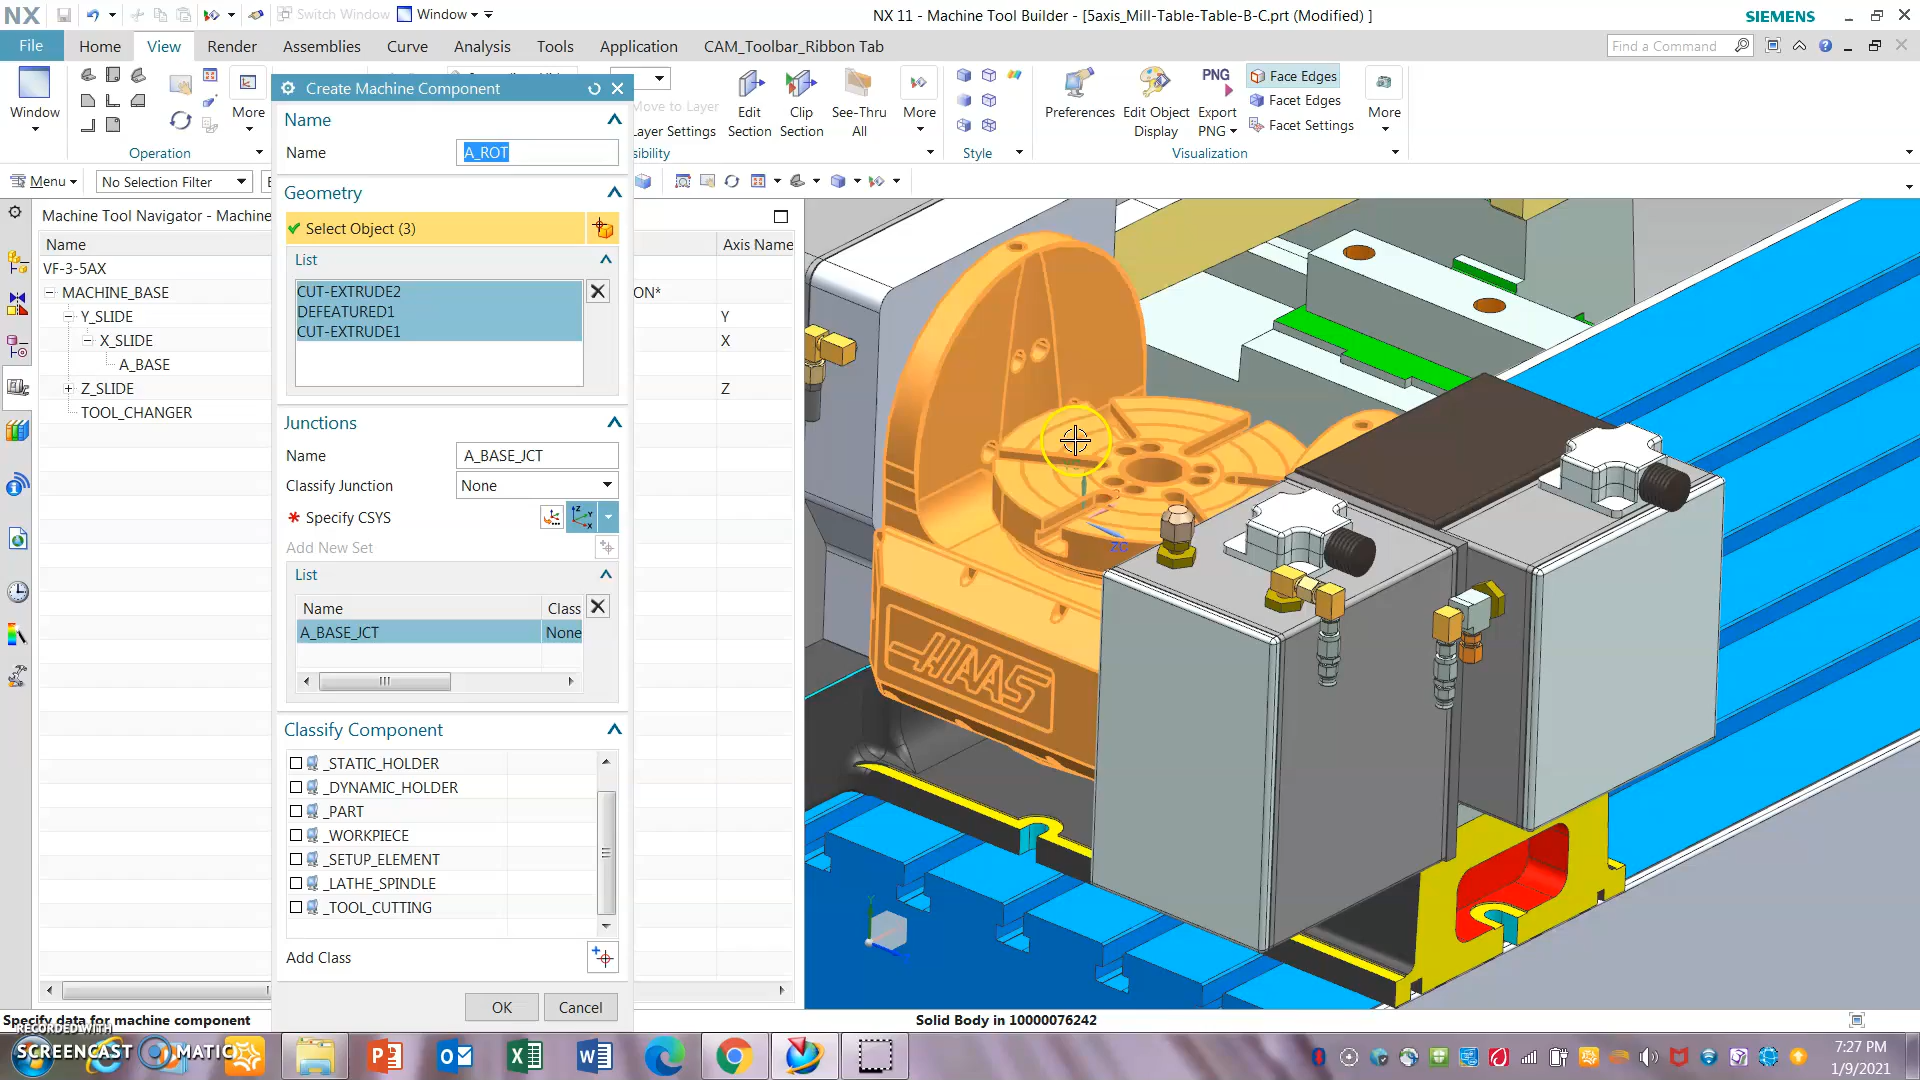 NX
Switch Window
Window
NX 11 - Machine Tool Builder - [5axis_Mill-Table-Table-B-C.prt (Modified) ]
SIEMENS
File
Home
View
Render
Assemblies
Curve
Analysis
Tools
Application
CAM_Toolbar_Ribbon Tab
Find a Command
Window
More
Operation
Move to Layer
Layer Settings
Edit Section
Clip Section
See-Thru All
More
Style
Preferences
Edit Object Display
PNG
Export PNG
Face Edges
Facet Edges
Facet Settings
More
Visualization
Menu
No Selection Filter
Machine Tool Navigator - Machine
Name
Axis Name
VF-3-5AX
MACHINE_BASE
ON*
Y_SLIDE
Y
X_SLIDE
X
A_BASE
Z_SLIDE
Z
TOOL_CHANGER
Create Machine Component
Name
Name
A_ROT
Geometry
Select Object (3)
List
CUT-EXTRUDE2
DEFEATURED1
CUT-EXTRUDE1
Junctions
Name
A_BASE_JCT
Classify Junction
None
* Specify CSYS
Add New Set
List
Name
Class
A_BASE_JCT
None
Classify Component
_STATIC_HOLDER
_DYNAMIC_HOLDER
_PART
_WORKPIECE
_SETUP_ELEMENT
_LATHE_SPINDLE
_TOOL_CUTTING
Add Class
OK
Cancel
HAAS
ZC
Specify data for machine component
Solid Body in 10000076242
RECORDED WITH
SCREENCAST
MATIC
7:27 PM
1/9/2021